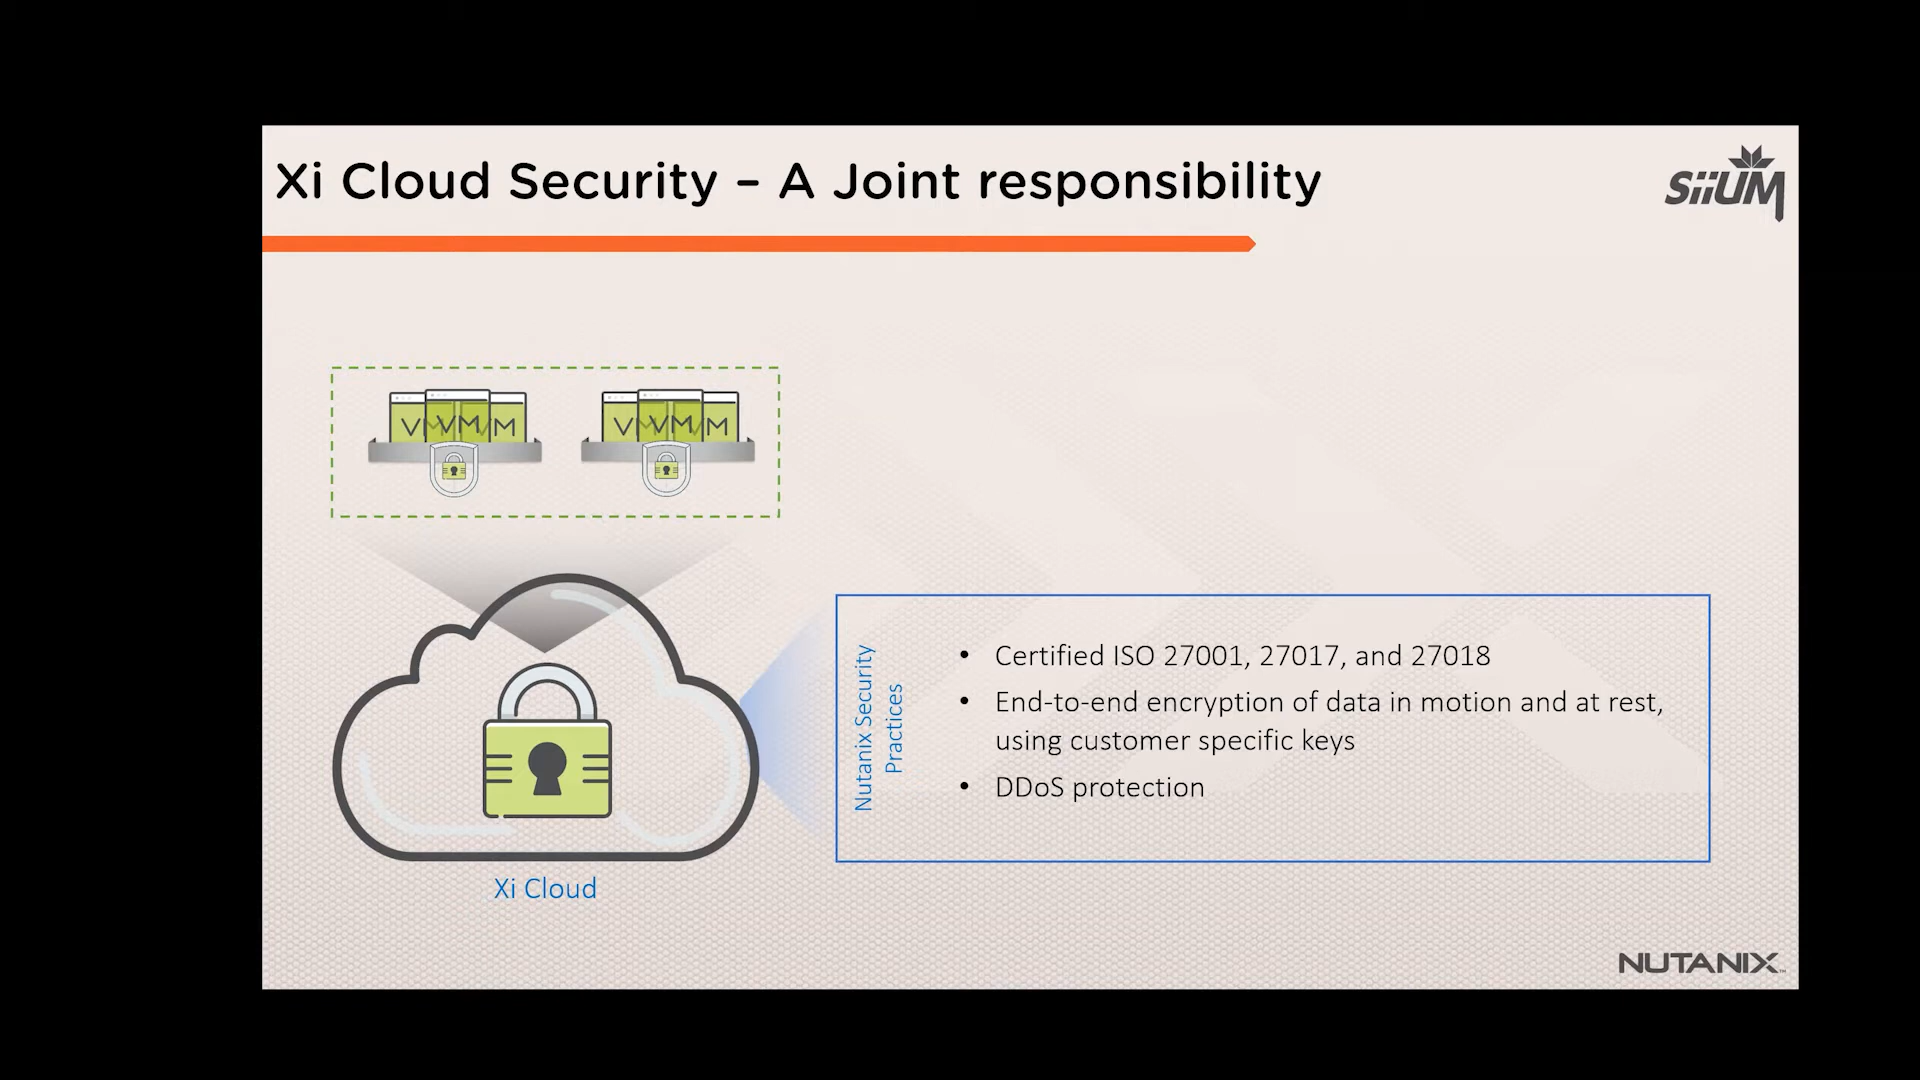 Xi Cloud Security – A Joint responsibility
SiiUM
VM VM VM
VM VM VM
Nutanix Security
Practices
• Certified ISO 27001, 27017, and 27018
• End-to-end encryption of data in motion and at rest,
using customer specific keys
• DDoS protection
Xi Cloud
NUTANIX™